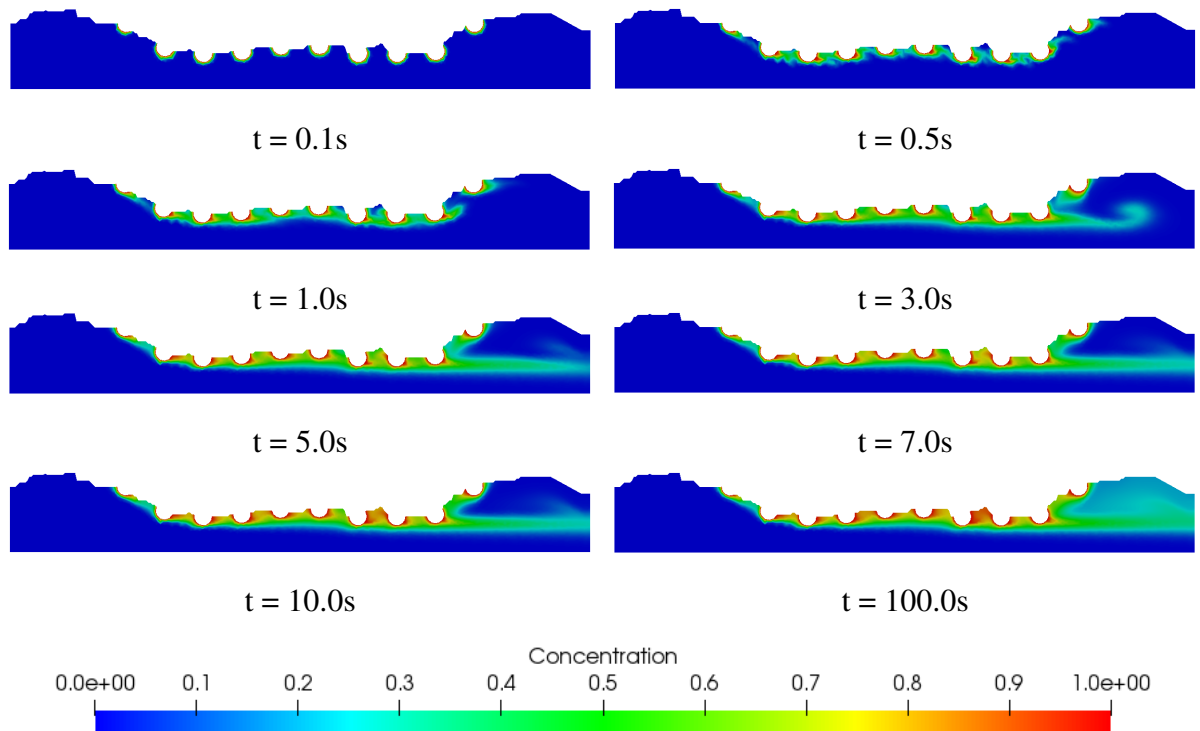 t = 0.1s
t = 0.5s
t = 1.0s
t = 3.0s
t = 5.0s
t = 7.0s
t = 10.0s
t = 100.0s
Concentration
0.0e+00 0.1 0.2 0.3 0.4 0.5 0.6 0.7 0.8 0.9 1.0e+00